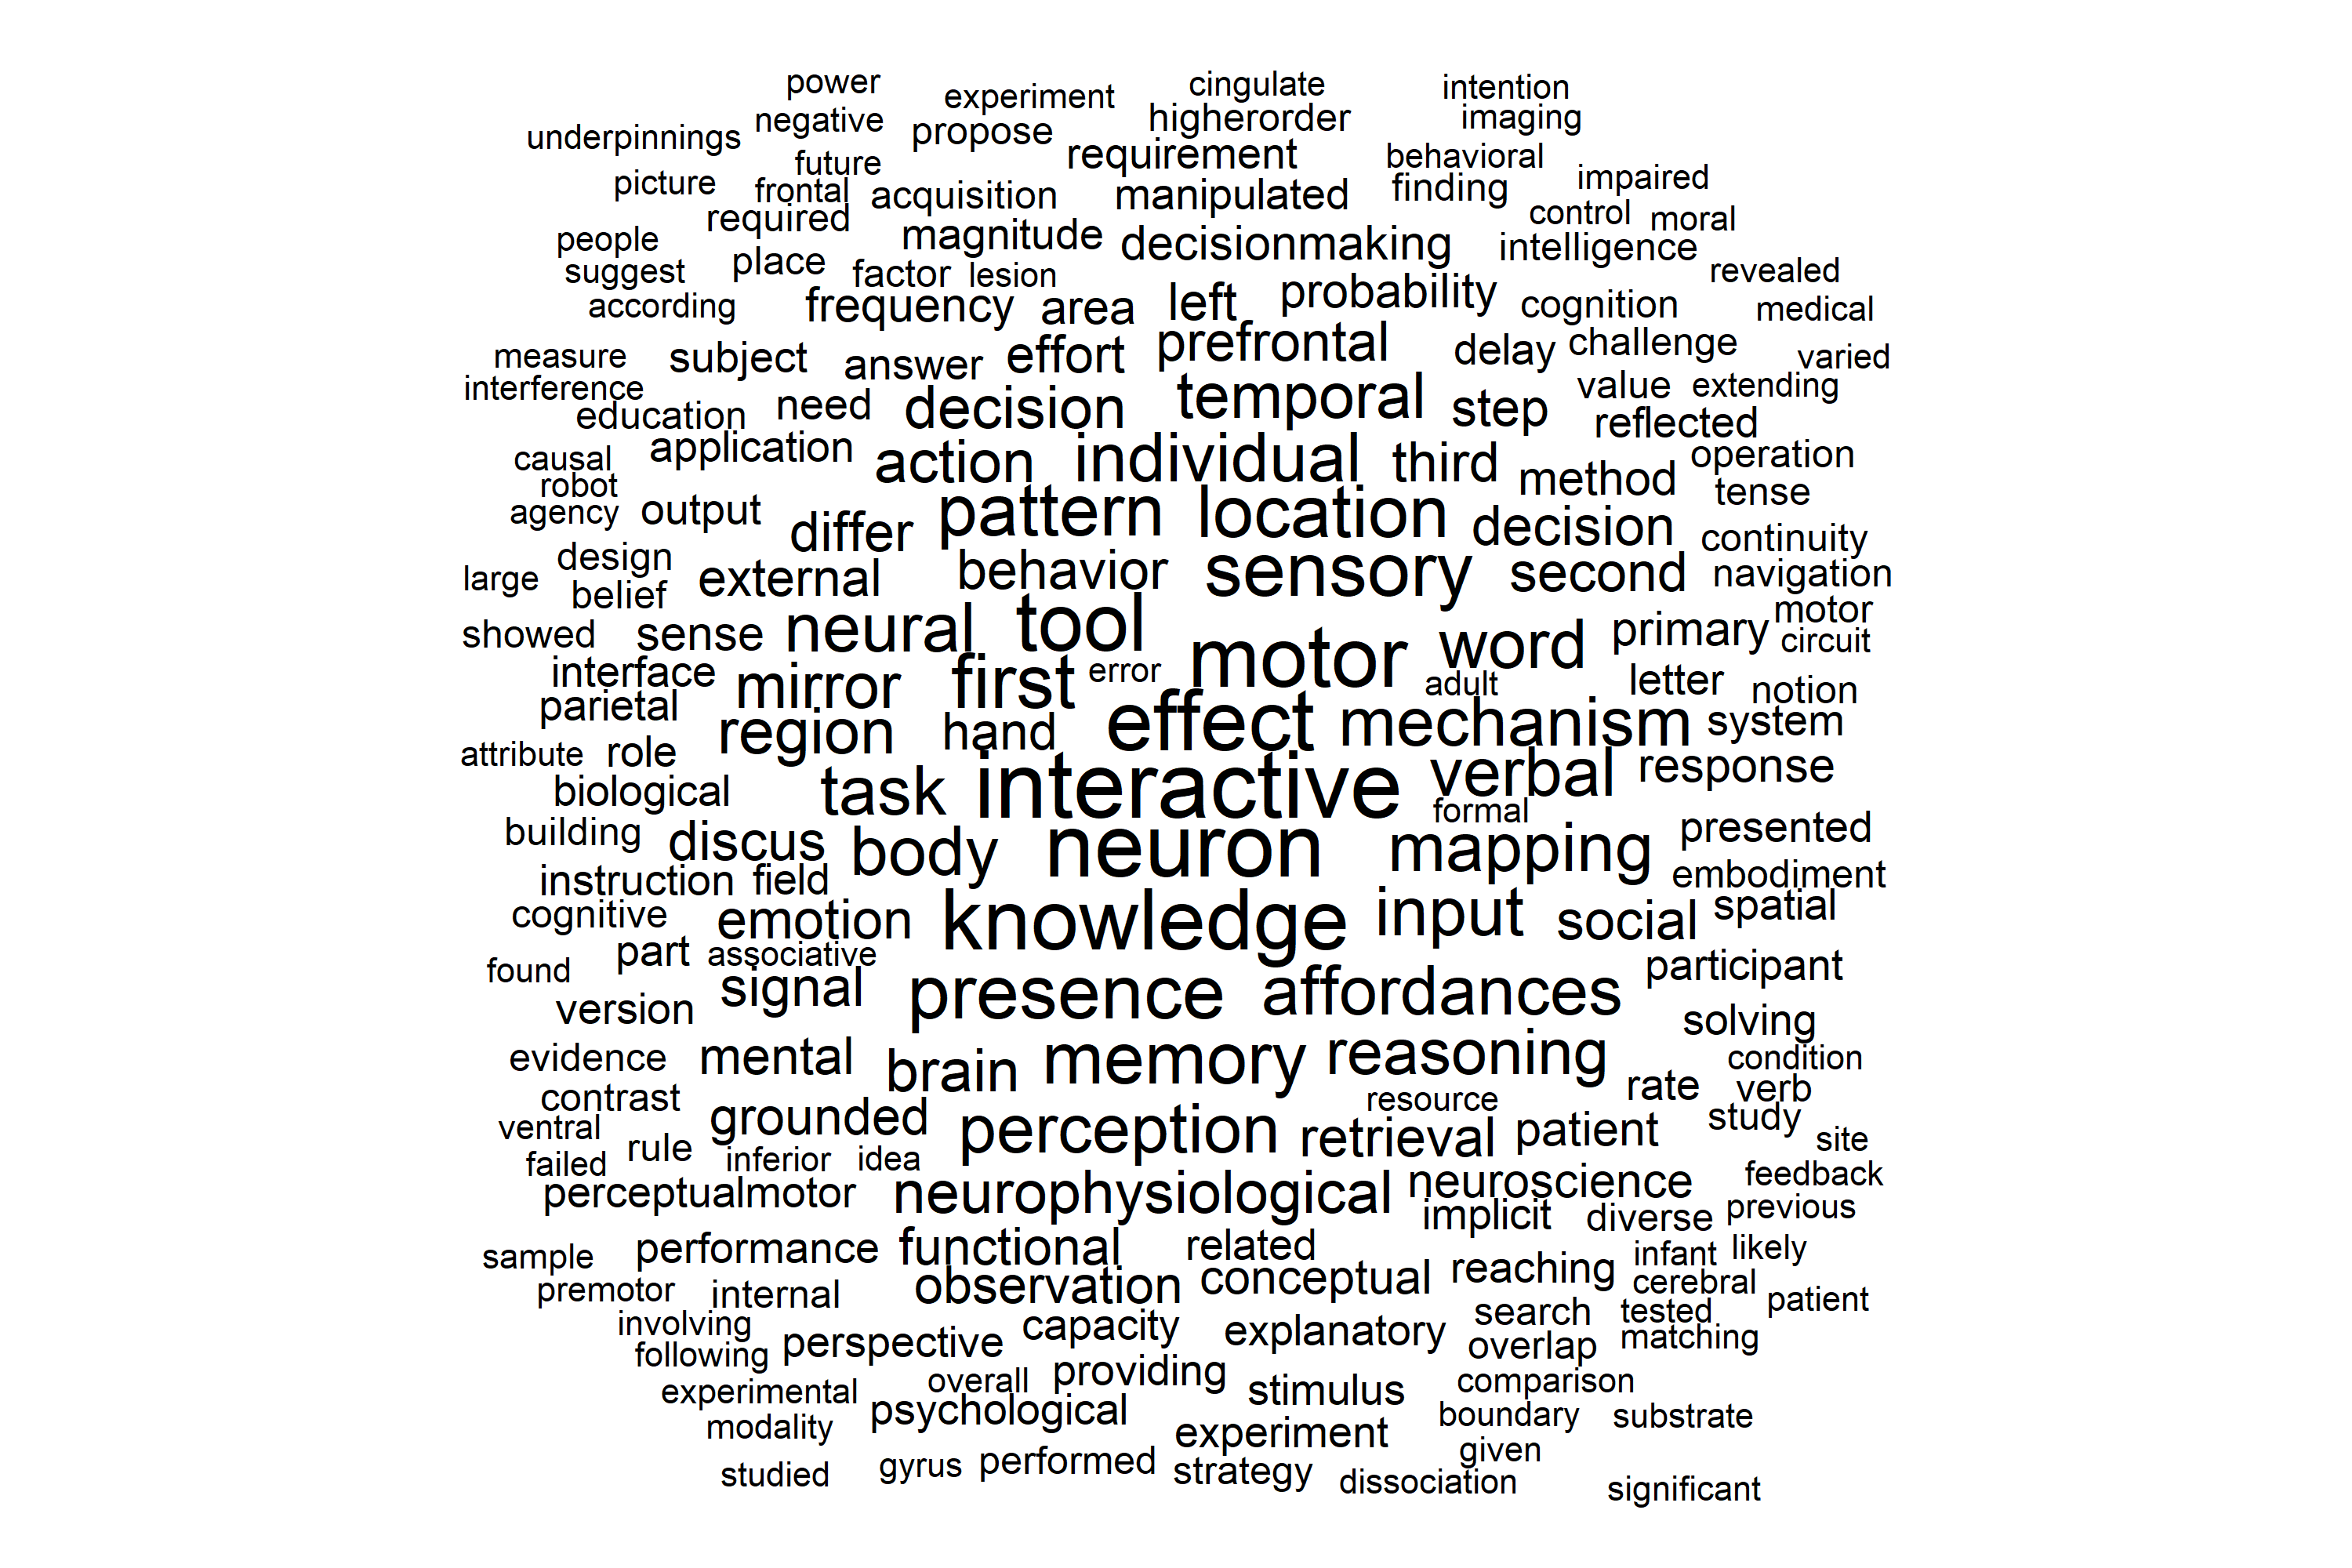 power experiment cingulate intention
negative propose higherorder imaging
underpinnings future requirement behavioral
picture frontal acquisition manipulated finding impaired
required magnitude decisionmaking control moral
people place factor lesion intelligence
suggest frequency area left probability cognition revealed
according medical
measure subject answer effort prefrontal delay challenge varied
interference education need decision temporal step value extending
reflected
causal application action individual third method operation
robot tense
agency output differ pattern location decision continuity
design external behavior sensory second navigation
large belief motor
showed sense neural tool motor word primary circuit
interface mirror first error adult letter notion
parietal region hand effect mechanism system
attribute role task interactive verbal response
biological formal
building discus body neuron mapping presented
instruction field embodiment
cognitive emotion knowledge input social spatial
part associative
found signal presence affordances participant
version solving
evidence mental brain memory reasoning condition
contrast resource rate verb
ventral grounded perception retrieval patient study
failed rule inferior idea site
perceptualmotor neurophysiological neuroscience feedback
implicit diverse previous
sample performance functional related reaching infant likely
premotor internal observation conceptual cerebral
involving capacity explanatory search tested patient
following perspective overlap matching
experimental overall providing stimulus comparison
modality psychological experiment boundary substrate
studied gyrus performed strategy dissociation given
significant